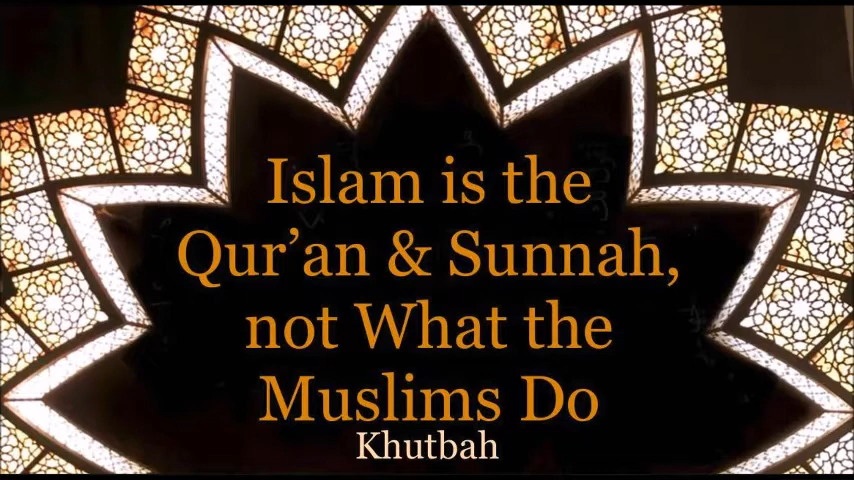 Islam is the
Qur’an & Sunnah,
not What the
Muslims Do
Khutbah